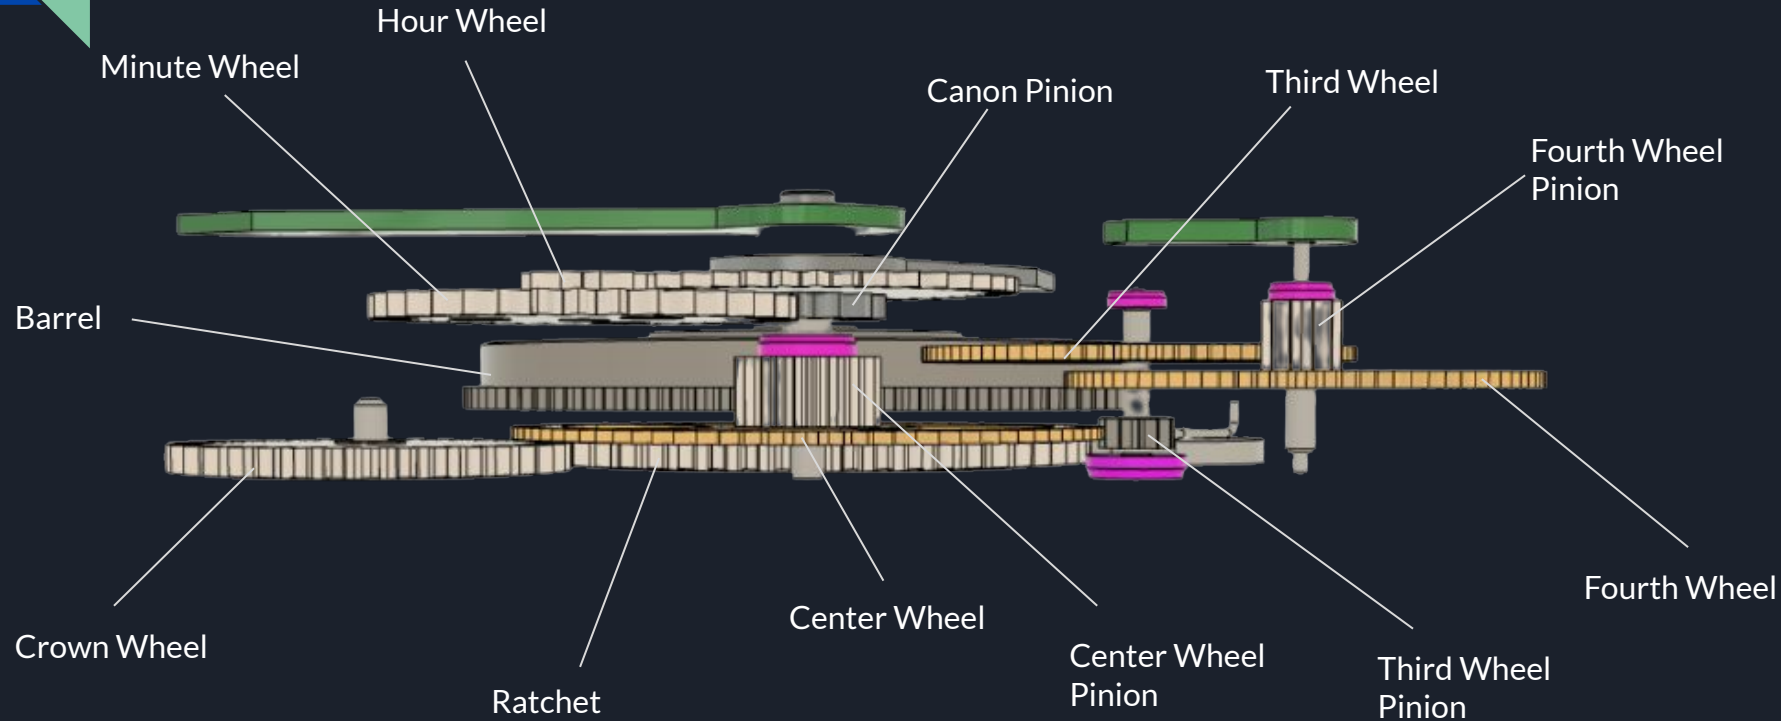 Hour Wheel
Minute Wheel
Canon Pinion
Third Wheel
Fourth Wheel
Pinion
Barrel
Fourth Wheel
Center Wheel
Crown Wheel
Center Wheel
Pinion
Third Wheel
Pinion
Ratchet